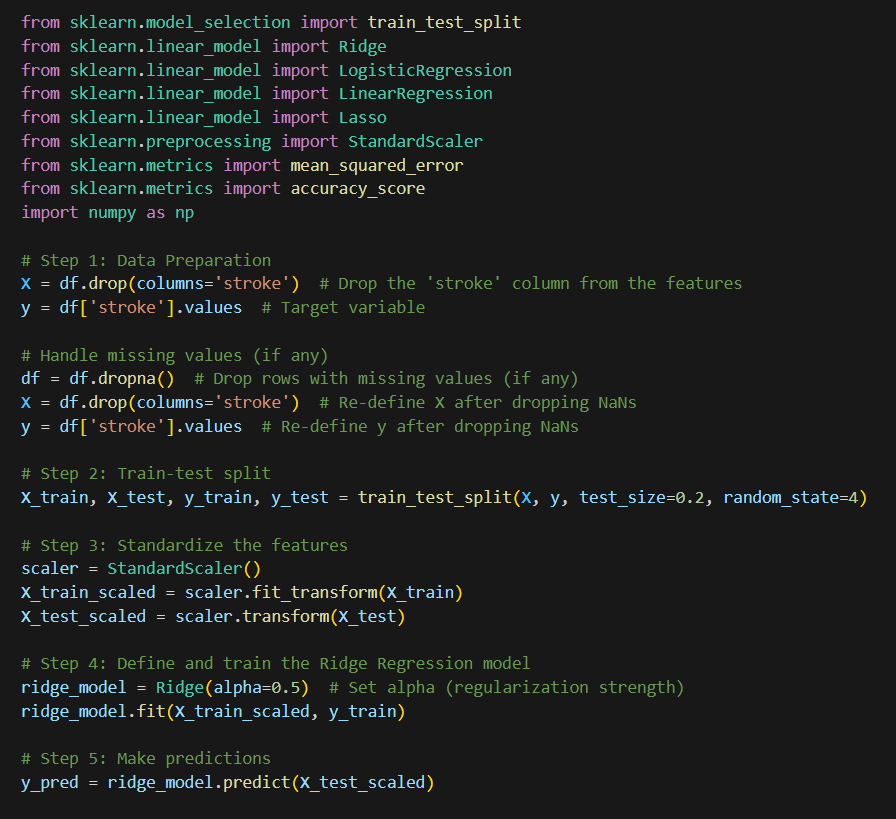 from sklearn.model_selection import train_test_split
from sklearn.linear_model import Ridge
from sklearn.linear_model import LogisticRegression
from sklearn.linear_model import LinearRegression
from sklearn.linear_model import Lasso
from sklearn.preprocessing import StandardScaler
from sklearn.metrics import mean_squared_error
from sklearn.metrics import accuracy_score
import numpy as np

# Step 1: Data Preparation
X = df.drop(columns='stroke')  # Drop the 'stroke' column from the features
y = df['stroke'].values  # Target variable

# Handle missing values (if any)
df = df.dropna()  # Drop rows with missing values (if any)
X = df.drop(columns='stroke')  # Re-define X after dropping NaNs
y = df['stroke'].values  # Re-define y after dropping NaNs

# Step 2: Train-test split
X_train, X_test, y_train, y_test = train_test_split(X, y, test_size=0.2, random_state=4)

# Step 3: Standardize the features
scaler = StandardScaler()
X_train_scaled = scaler.fit_transform(X_train)
X_test_scaled = scaler.transform(X_test)

# Step 4: Define and train the Ridge Regression model
ridge_model = Ridge(alpha=0.5)  # Set alpha (regularization strength)
ridge_model.fit(X_train_scaled, y_train)

# Step 5: Make predictions
y_pred = ridge_model.predict(X_test_scaled)